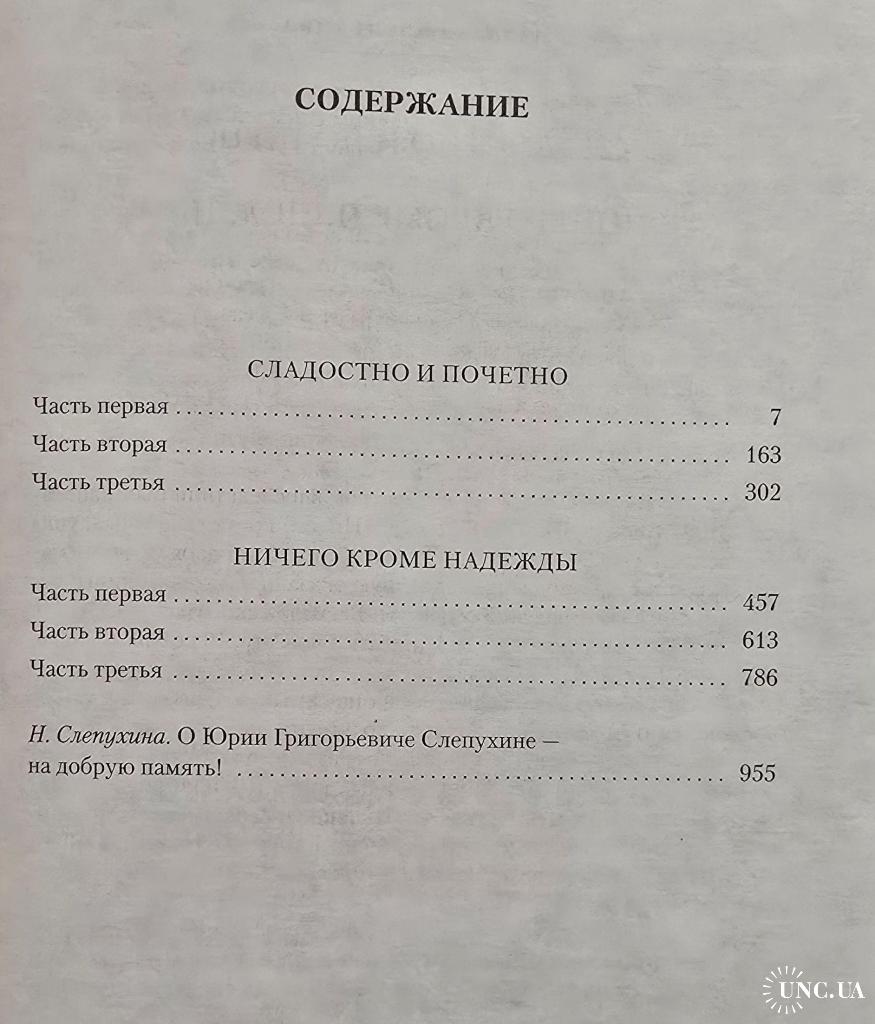 СОДЕРЖАНИЕ
СЛАДОСТНО И ПОЧЕТНО
Часть первая ........................................................ 7
Часть вторая ........................................................ 163
Часть третья ........................................................ 302
НИЧЕГО КРОМЕ НАДЕЖДЫ
Часть первая ........................................................ 457
Часть вторая ........................................................ 613
Часть третья ........................................................ 786
Н. Слепухина. О Юрии Григорьевиче Слепухине —
на добрую память! .................................................. 955
UNC.UA